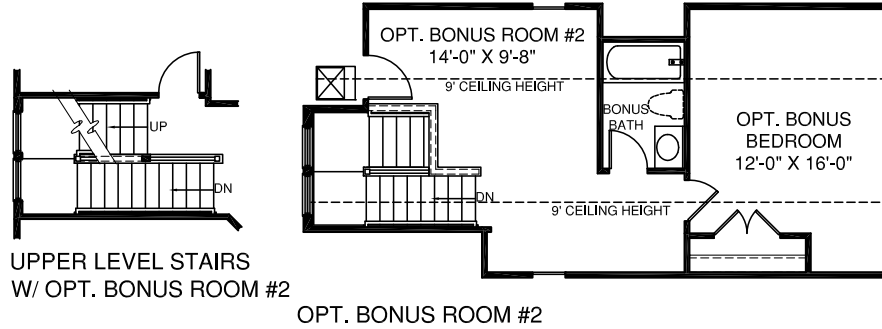 UP
DN
UPPER LEVEL STAIRS
W/ OPT. BONUS ROOM #2
OPT. BONUS ROOM #2
14'-0" X 9'-8"
9' CEILING HEIGHT
BONUS
BATH
OPT. BONUS
BEDROOM
12'-0" X 16'-0"
DN
9' CEILING HEIGHT
OPT. BONUS ROOM #2